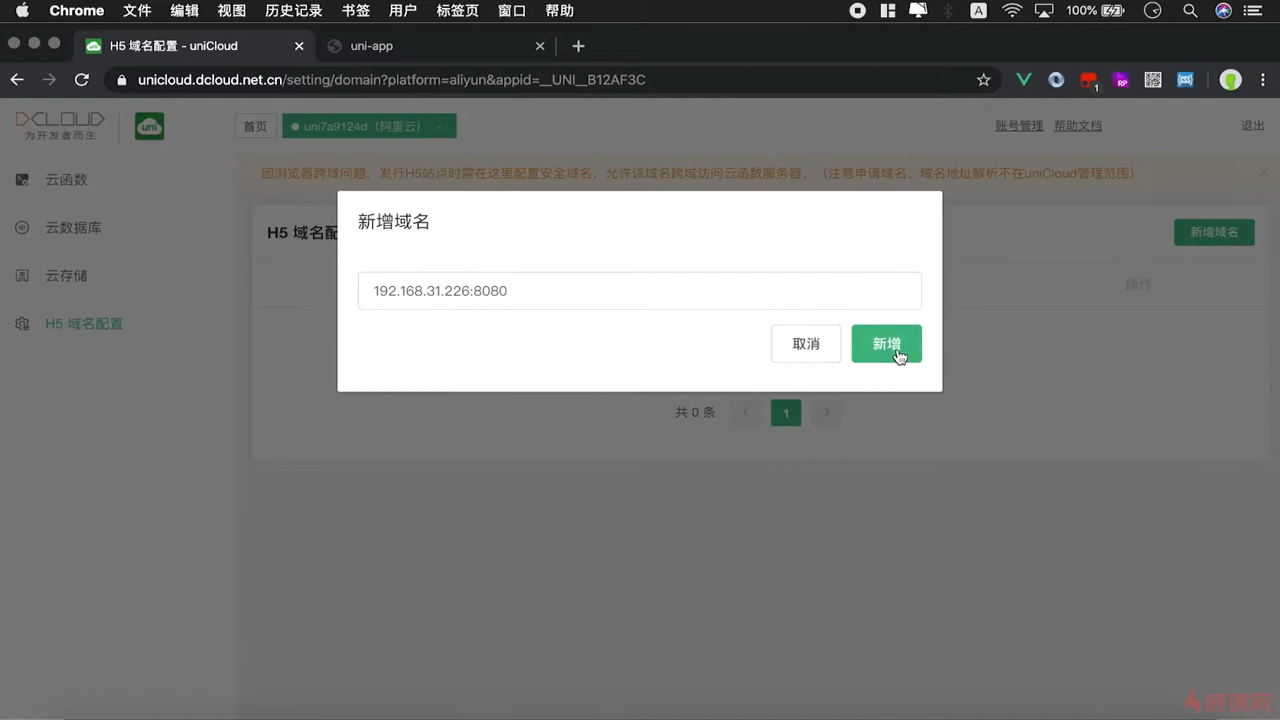 Chrome 文件 编辑 视图 历史记录 书签 用户 标签页 窗口 帮助 A 100%
H5 域名配置 - uniCloud
uni-app
unicloud.dcloud.net.cn/setting/domain?platform=aliyun&appid=__UNI__B12AF3C
RP
1
DCLOUD
为开发者而生
uni
首页
uni7a9124d（阿里云）
账号管理 帮助文档
退出
云函数
云数据库
云存储
H5 域名配置
因浏览器跨域问题，发行H5站点时需在这里配置安全域名，允许该域名跨域访问云函数服务器。（注意申请域名、域名地址解析不在uniCloud管理范围）
H5 域名配
新增域名
操作
新增域名
192.168.31.226:8080
取消
新增
共 0 条
1
慕课网